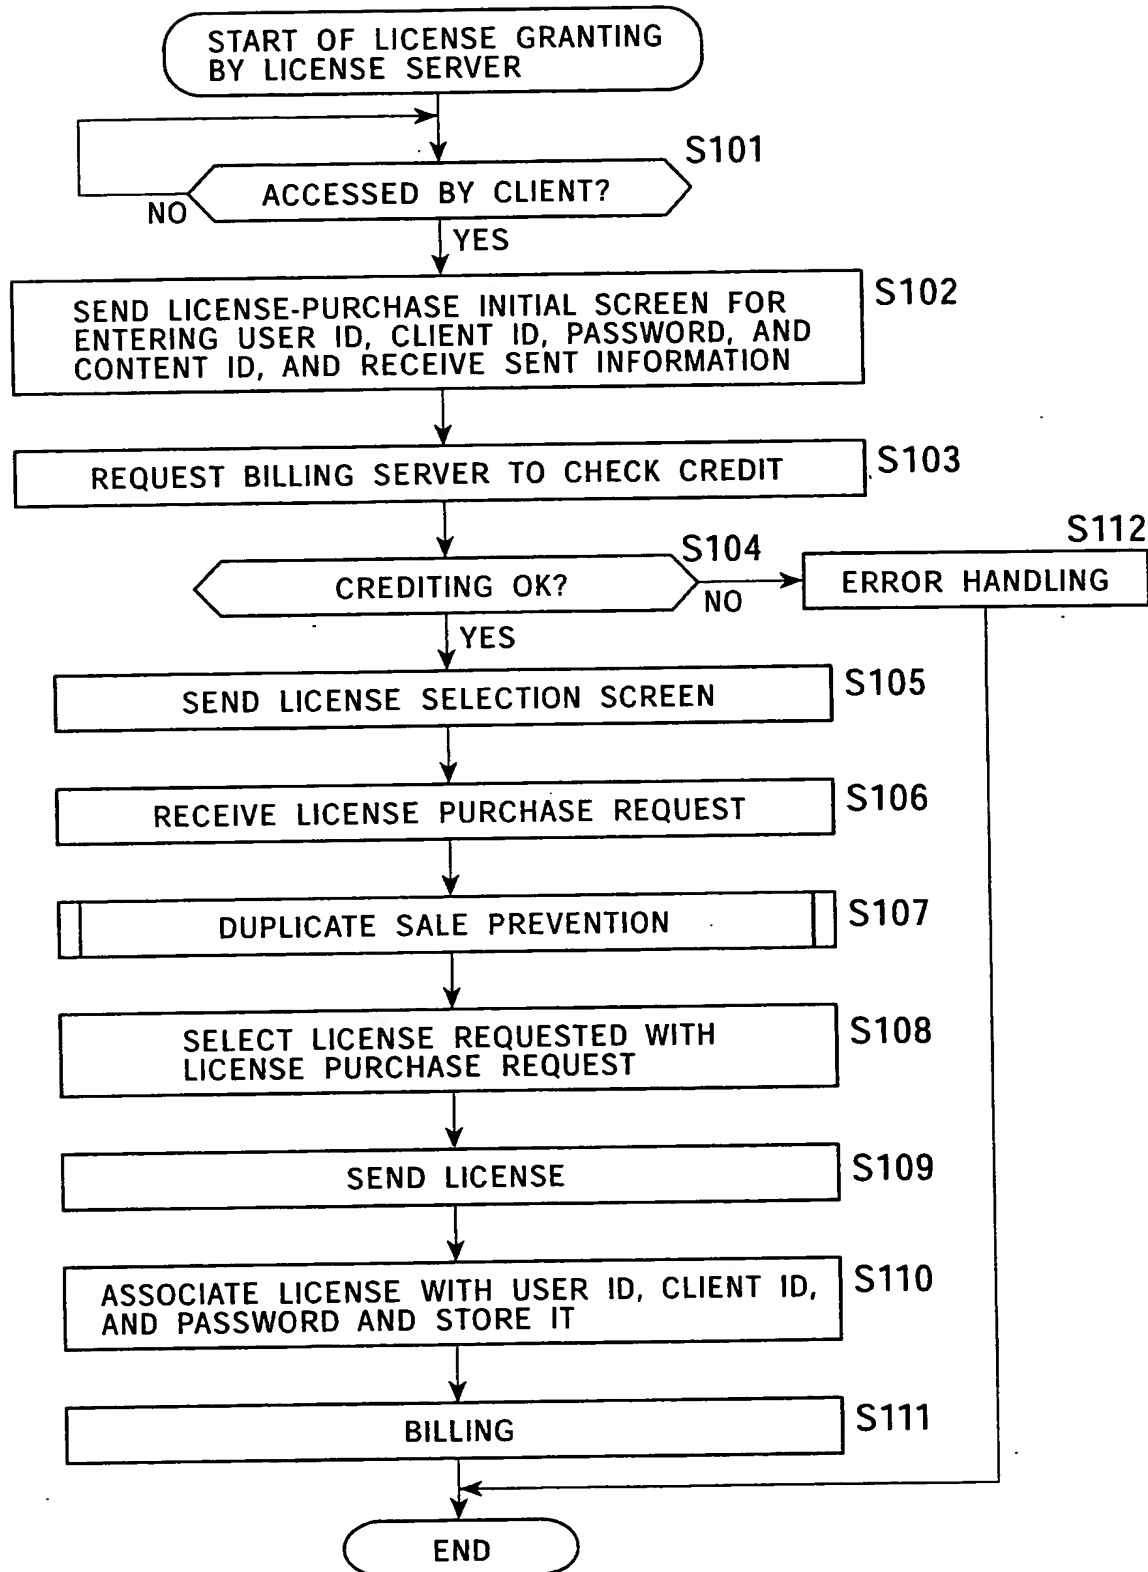 START OF LICENSE GRANTING
BY LICENSE SERVER
S101
ACCESSED BY CLIENT?
NO
YES
S102
SEND LICENSE-PURCHASE INITIAL SCREEN FOR
ENTERING USER ID, CLIENT ID, PASSWORD, AND
CONTENT ID, AND RECEIVE SENT INFORMATION
S103
REQUEST BILLING SERVER TO CHECK CREDIT
S104
CREDITING OK?
NO
S112
ERROR HANDLING
YES
S105
SEND LICENSE SELECTION SCREEN
S106
RECEIVE LICENSE PURCHASE REQUEST
S107
DUPLICATE SALE PREVENTION
S108
SELECT LICENSE REQUESTED WITH
LICENSE PURCHASE REQUEST
S109
SEND LICENSE
S110
ASSOCIATE LICENSE WITH USER ID, CLIENT ID,
AND PASSWORD AND STORE IT
S111
BILLING
END